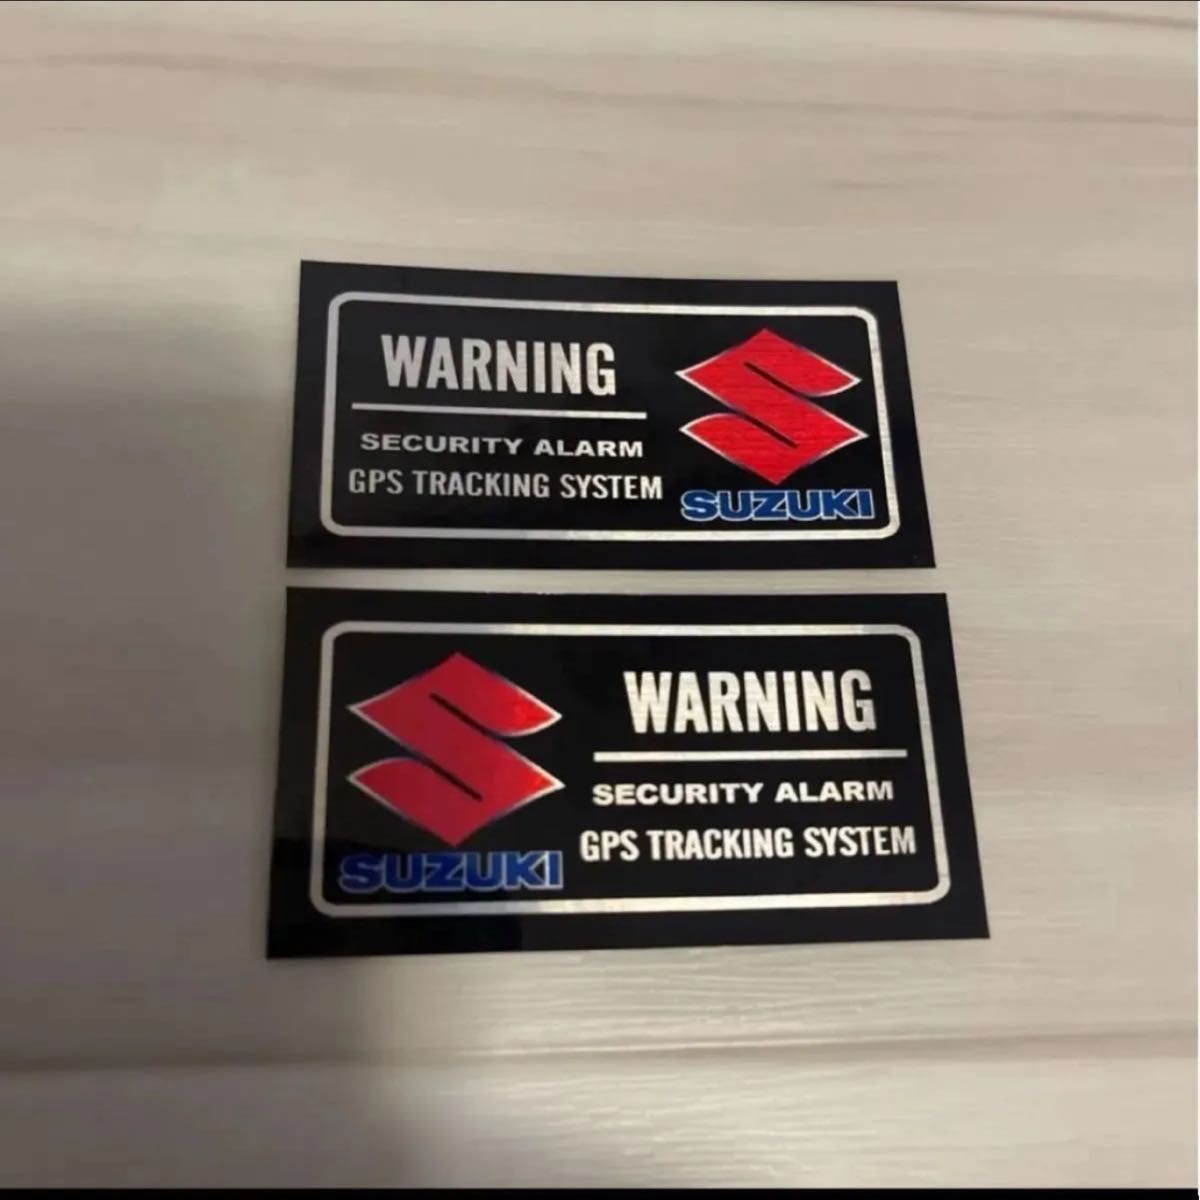 WARNING
SECURITY ALARM
GPS TRACKING SYSTEM
SUZUKI
WARNING
SECURITY ALARM
GPS TRACKING SYSTEM
SUZUKI